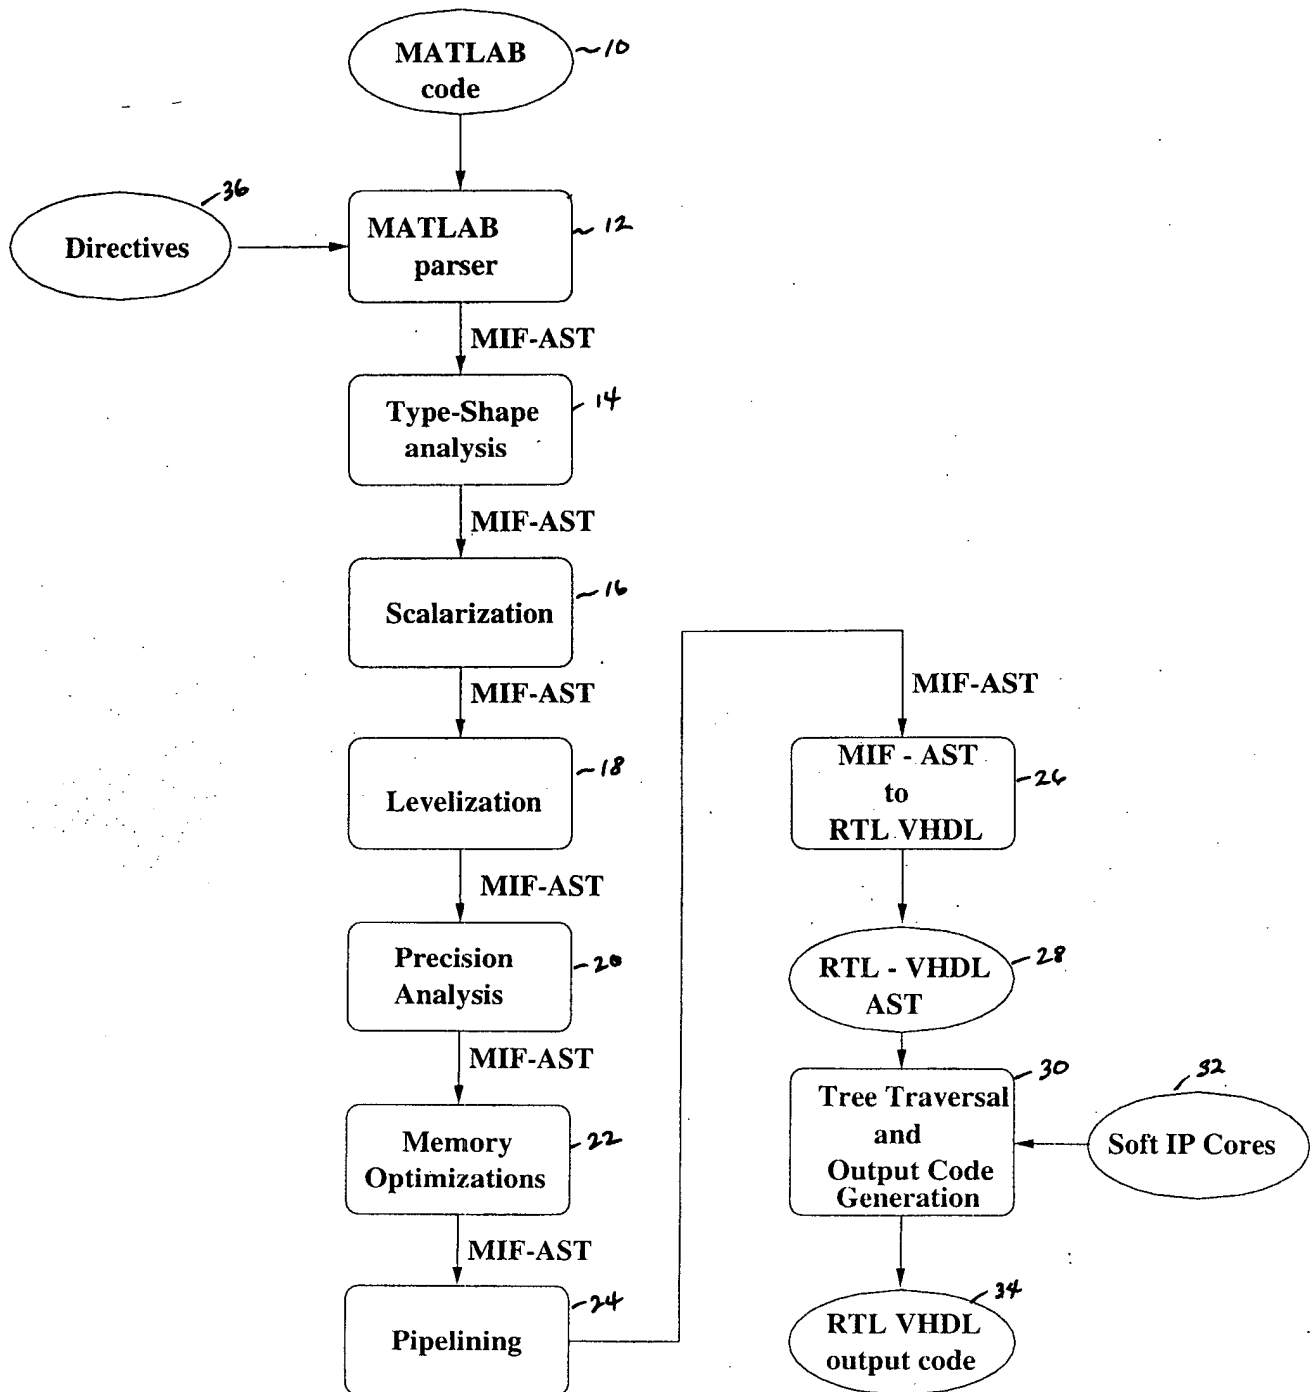 MATLAB
code
10
36
Directives
MATLAB
parser
12
MIF-AST
Type-Shape
analysis
14
MIF-AST
Scalarization
16
MIF-AST
Levelization
18
MIF-AST
Precision
Analysis
20
MIF-AST
Memory
Optimizations
22
MIF-AST
Pipelining
24
MIF-AST
MIF - AST
to
RTL VHDL
26
RTL - VHDL
AST
28
Tree Traversal
and
Output Code
Generation
30
32
Soft IP Cores
RTL VHDL
output code
34